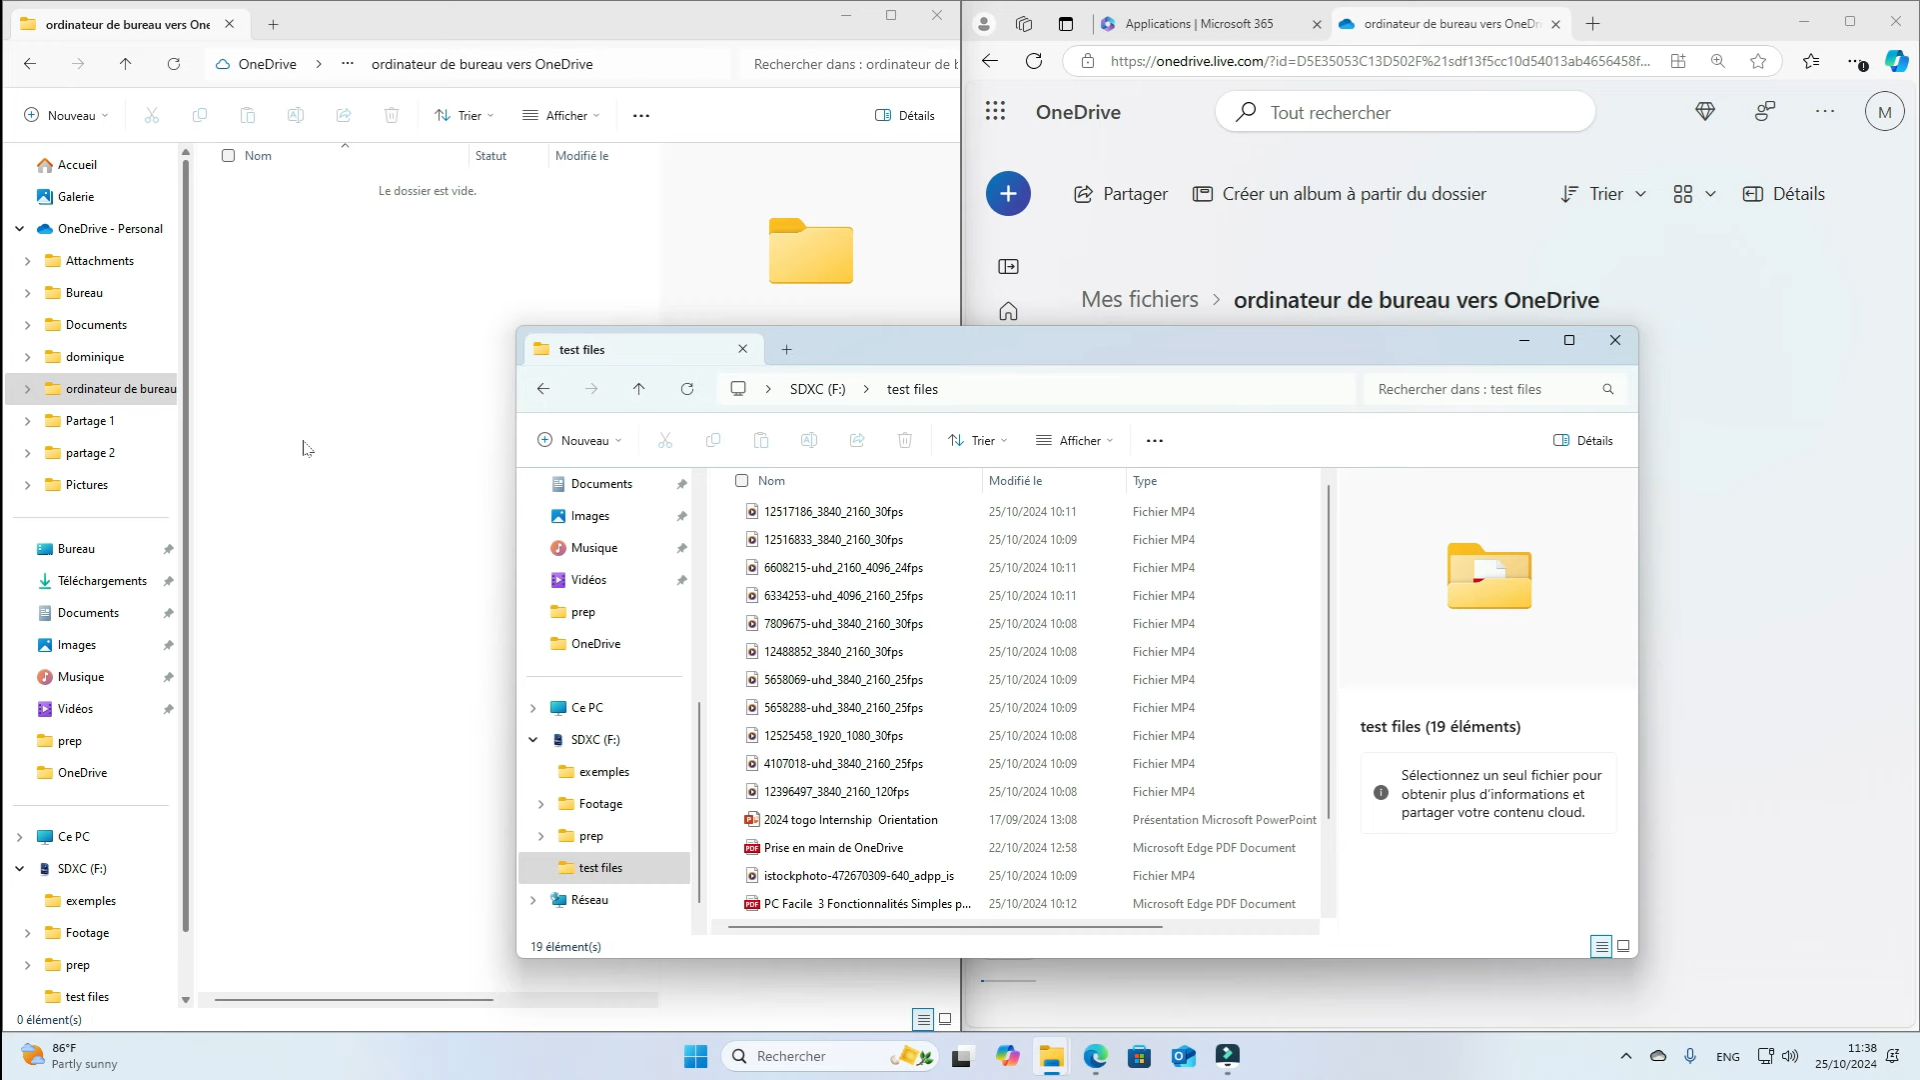 ordinateur de bureau vers One
OneDrive
ordinateur de bureau vers OneDrive
Rechercher dans : ordinateur de b
Nouveau
Trier
Afficher
Détails
Accueil
Galerie
OneDrive - Personal
Attachments
Bureau
Documents
dominique
ordinateur de bureau
Partage 1
partage 2
Pictures
Bureau
Téléchargements
Documents
Images
Musique
Vidéos
prep
OneDrive
Ce PC
SDXC (F:)
exemples
Footage
prep
test files
0 élément(s)
Nom
Statut
Modifié le
Le dossier est vide.
Applications | Microsoft 365
ordinateur de bureau vers OneDri
https://onedrive.live.com/?id=D5E35053C13D502F%21sdf13f5cc10d54013ab4656458f...
OneDrive
Tout rechercher
M
Partager
Créer un album à partir du dossier
Trier
Détails
Mes fichiers > ordinateur de bureau vers OneDrive
test files
SDXC (F:)
test files
Rechercher dans : test files
Nouveau
Trier
Afficher
Détails
Documents
Images
Musique
Vidéos
prep
OneDrive
Ce PC
SDXC (F:)
exemples
Footage
prep
test files
Réseau
Nom Modifié le Type
12517186_3840_2160_30fps 25/10/2024 10:11 Fichier MP4
12516833_3840_2160_30fps 25/10/2024 10:09 Fichier MP4
6608215-uhd_2160_4096_24fps 25/10/2024 10:11 Fichier MP4
6334253-uhd_4096_2160_25fps 25/10/2024 10:11 Fichier MP4
7809675-uhd_3840_2160_30fps 25/10/2024 10:08 Fichier MP4
12488852_3840_2160_30fps 25/10/2024 10:08 Fichier MP4
5658069-uhd_3840_2160_25fps 25/10/2024 10:09 Fichier MP4
5658288-uhd_3840_2160_25fps 25/10/2024 10:09 Fichier MP4
12525458_1920_1080_30fps 25/10/2024 10:08 Fichier MP4
4107018-uhd_3840_2160_25fps 25/10/2024 10:09 Fichier MP4
12396497_3840_2160_120fps 25/10/2024 10:08 Fichier MP4
2024 togo Internship Orientation 17/09/2024 13:08 Présentation Microsoft PowerPoint
Prise en main de OneDrive 22/10/2024 12:58 Microsoft Edge PDF Document
istockphoto-472670309-640_adpp_is 25/10/2024 10:09 Fichier MP4
PC Facile 3 Fonctionnalités Simples p... 25/10/2024 10:12 Microsoft Edge PDF Document
test files (19 éléments)
Sélectionnez un seul fichier pour
obtenir plus d'informations et
partager votre contenu cloud.
19 élément(s)
86°F
Partly sunny
Rechercher
ENG
11:38
25/10/2024